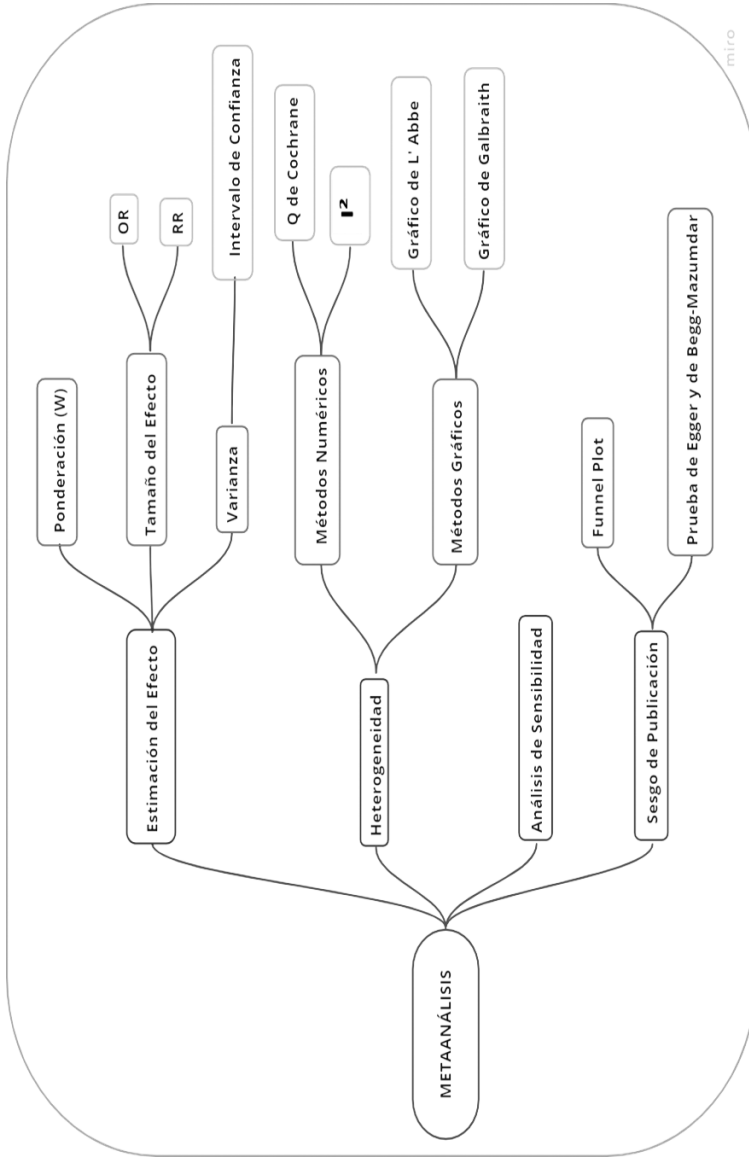 METAANÁLISIS
Estimación del Efecto
Ponderación (W)
Tamaño del Efecto
OR
RR
Varianza
Intervalo de Confianza
Heterogeneidad
Métodos Numéricos
Q de Cochrane
I²
Métodos Gráficos
Gráfico de L' Abbe
Gráfico de Galbraith
Análisis de Sensibilidad
Sesgo de Publicación
Funnel Plot
Prueba de Egger y de Begg-Mazumdar
miro